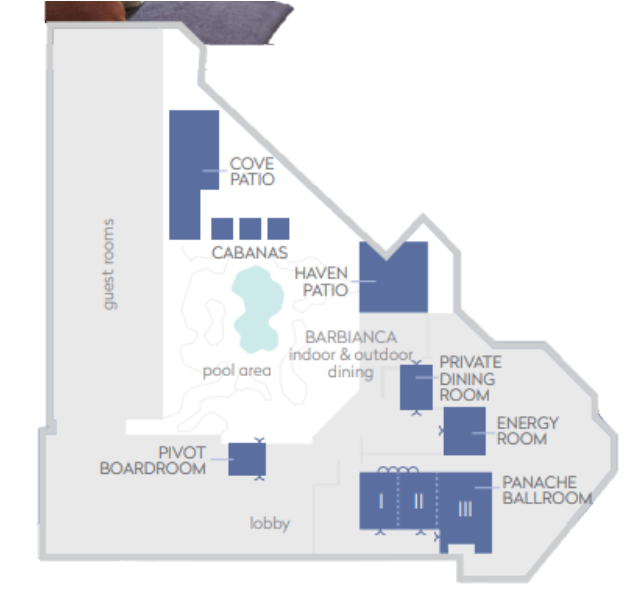 COVE
PATIO
CABANAS
guest rooms
HAVEN
PATIO
BARBIANCA
indoor & outdoor
dining
pool area
PRIVATE
DINING
ROOM
ENERGY
ROOM
PIVOT
BOARDROOM
PANACHE
BALLROOM
I II III
lobby